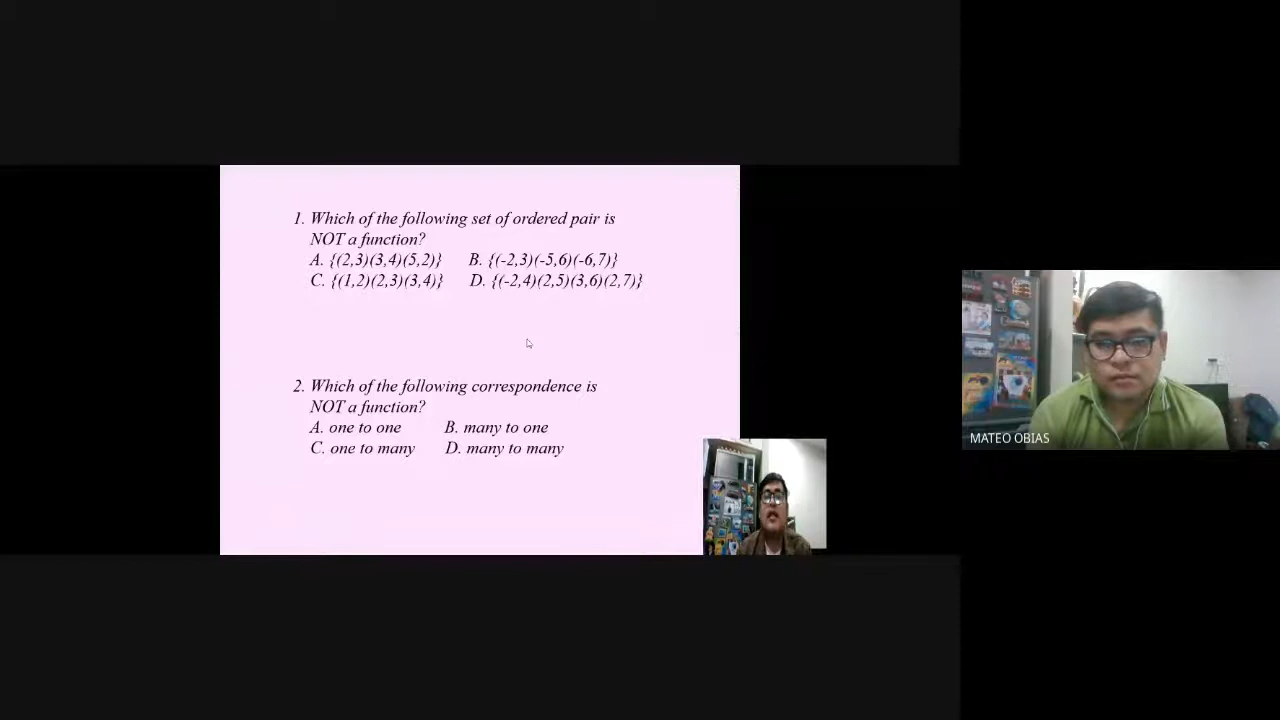 1. Which of the following set of ordered pair is
NOT a function?
A. {(2,3)(3,4)(5,2)} B. {(-2,3)(-5,6)(-6,7)}
C. {(1,2)(2,3)(3,4} D. {(-2,4)(2,5)(3,6)(2,7)}
2. Which of the following correspondence is
NOT a function?
A. one to one B. many to one
C. one to many D. many to many
MATEO OBIAS